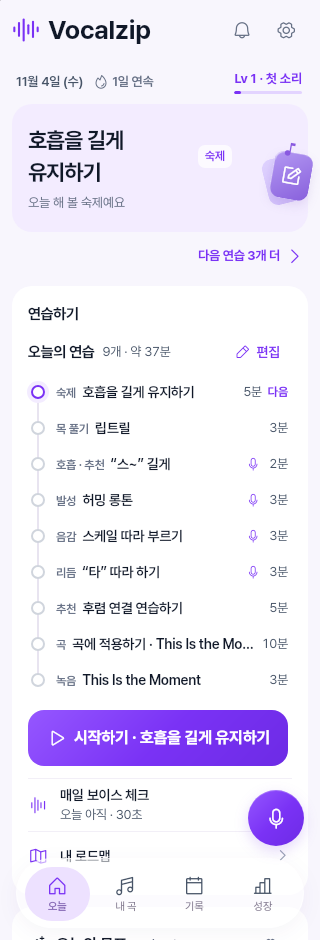 Vocalzip
11월 4일 (수) 1일 연속 Lv 1 · 첫 소리
호흡을 길게
유지하기
숙제
오늘 해 볼 숙제예요
다음 연습 3개 더
연습하기
오늘의 연습 9개 · 약 37분 편집
숙제 호흡을 길게 유지하기 5분 다음
목 풀기 립트릴 3분
호흡 · 추천 “스~” 길게 2분
발성 허밍 롱톤 3분
음감 스케일 따라 부르기 3분
리듬 “타” 따라 하기 3분
추천 후렴 연결 연습하기 5분
곡 곡에 적용하기 · This Is the Mo... 10분
녹음 This Is the Moment 3분
시작하기 · 호흡을 길게 유지하기
매일 보이스 체크
오늘 아직 · 30초
내 로드맵
오늘 내 곡 기록 성장